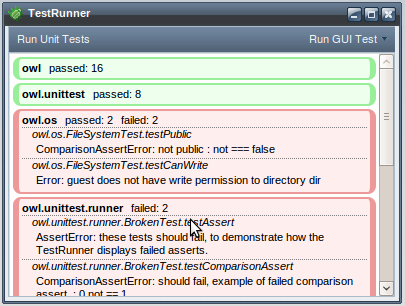 TestRunner
Run Unit Tests Run GUI Test
owl passed: 16
owl.unittest passed: 8
owl.os passed: 2 failed: 2
owl.os.FileSystemTest.testPublic
ComparisonAssertError: not public : not === false
owl.os.FileSystemTest.testCanWrite
Error: guest does not have write permission to directory dir
owl.unittest.runner failed: 2
owl.unittest.runner.BrokenTest.testAssert
AssertError: these tests should fail, to demonstrate how the
TestRunner displays failed asserts.
owl.unittest.runner.BrokenTest.testComparisonAssert
ComparisonAssertError: should fail, example of failed comparison
assert. : 0 not == 1